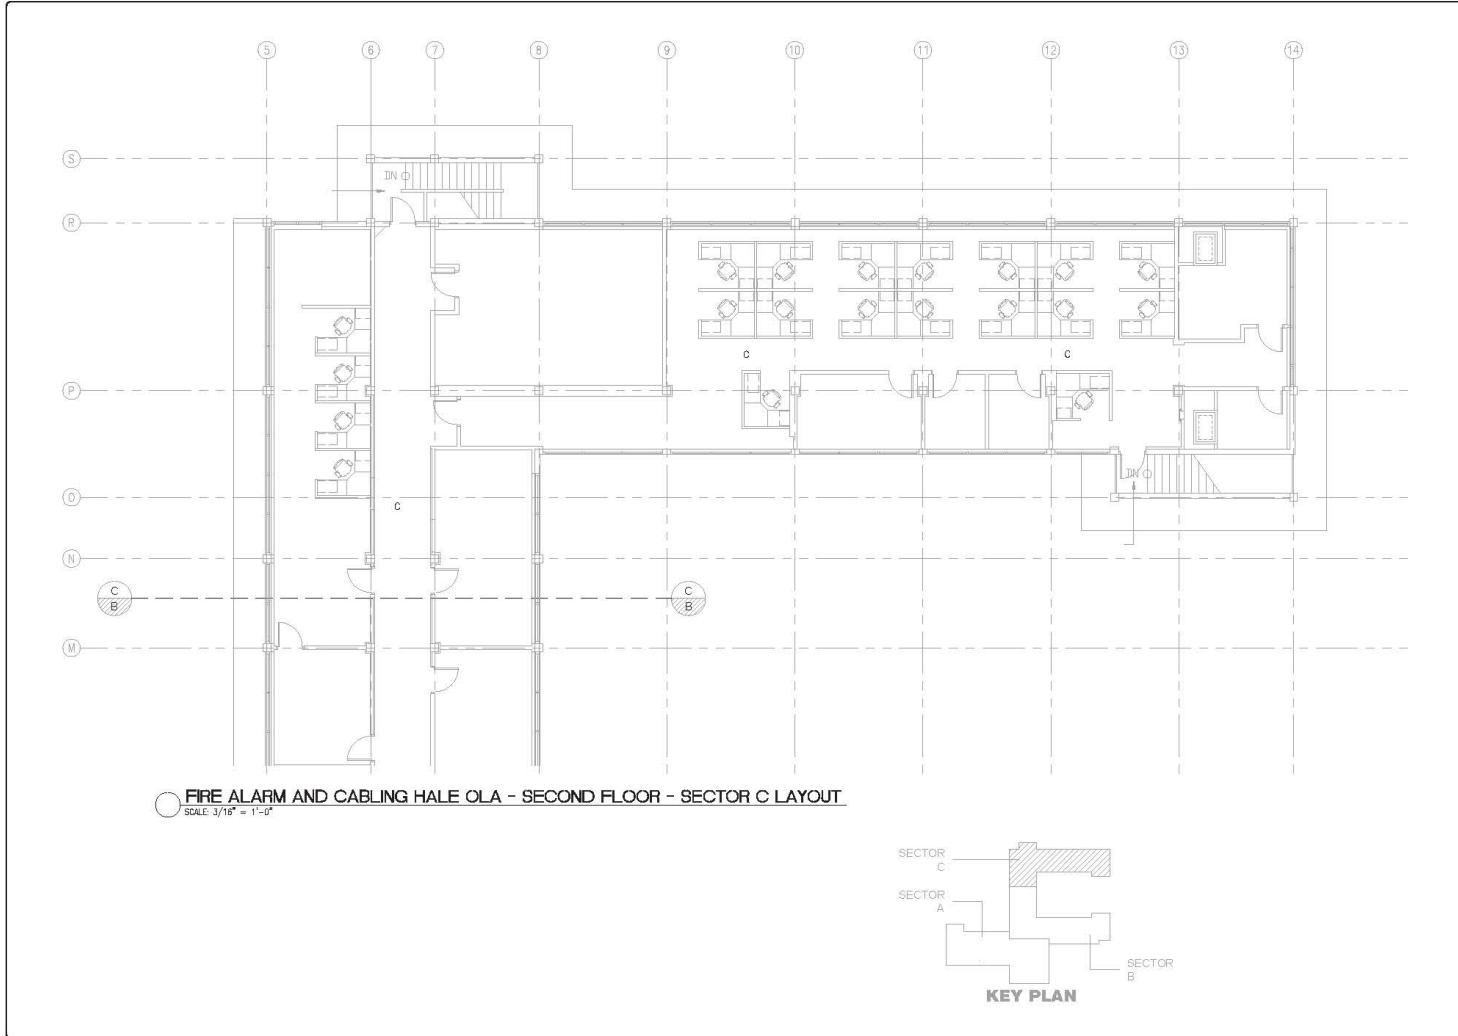 5 6 7 8 9 10 11 12 13 14
S
DN
R
C C
P
DN
O
C
N
C C
B B
M
FIRE ALARM AND CABLING HALE OLA - SECOND FLOOR - SECTOR C LAYOUT
SCALE: 3/16" = 1'-0"
SECTOR
C
SECTOR
A
SECTOR
B
KEY PLAN